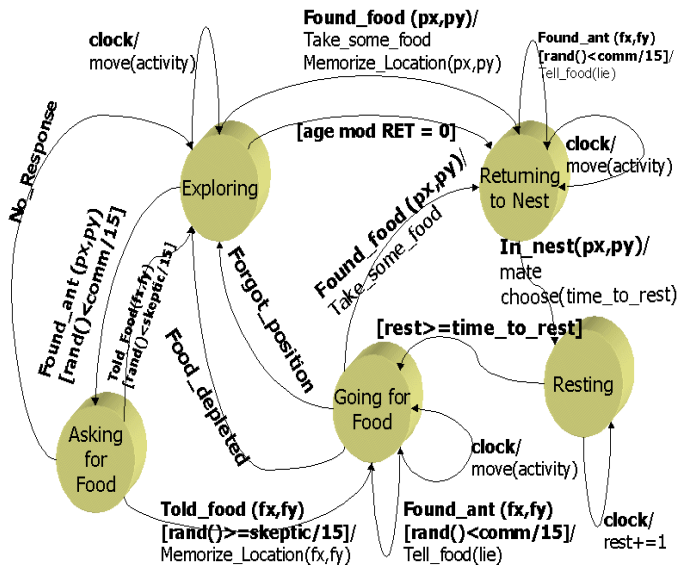 Found_food (px,py)/
Take_some_food
Memorize_Location(px,py)
clock/
move(activity)
Found_ant (fx,fy)
[rand()<comm/15]/
Tell_food(lie)
[age mod RET = 0]
clock/
move(activity)
Exploring
Returning
to Nest
No_Response
Found_ant (px,py)
[rand()<comm/15]
Told_Food(fx,fy)
[rand()<skeptic/15]
Forgot_position
Food_depleted
Found_food (px,py)/
Take_some_food
In_nest(px,py)/
mate
choose(time_to_rest)
[rest>=time_to_rest]
Resting
Going for
Food
Asking
for
Food
clock/
move(activity)
Told_food (fx,fy)
[rand()>=skeptic/15]/
Memorize_Location(fx,fy)
Found_ant (fx,fy)
[rand()<comm/15]/
Tell_food(lie)
clock/
rest+=1